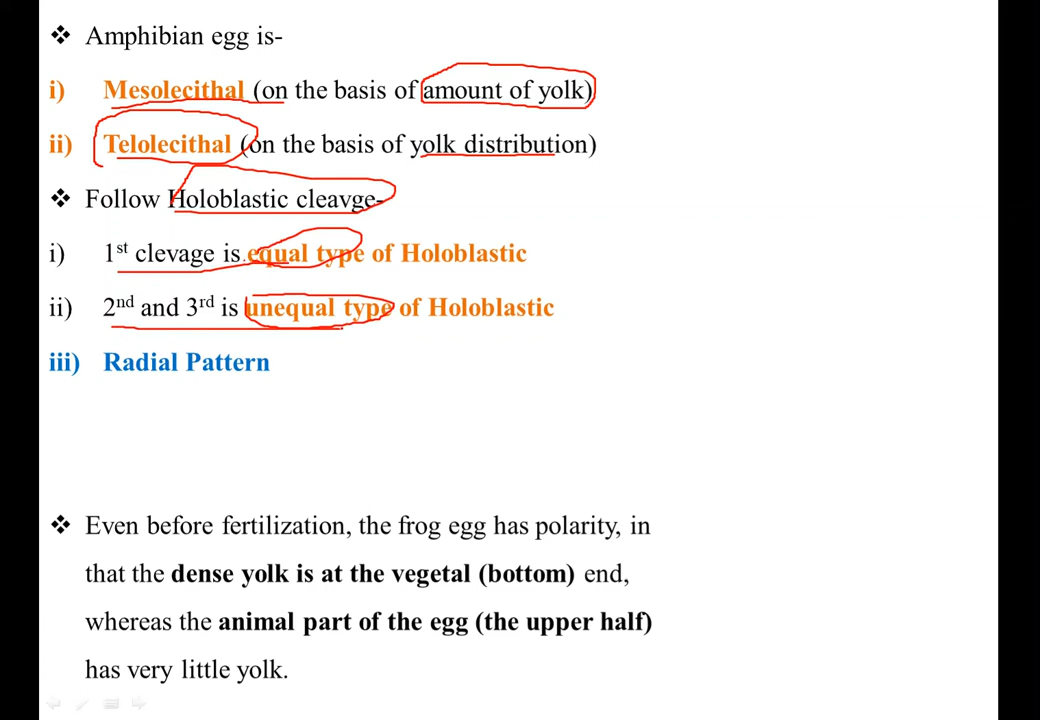 ❖ Amphibian egg is-
i) Mesolecithal (on the basis of amount of yolk)
ii) Telolecithal (on the basis of yolk distribution)
❖ Follow Holoblastic cleavge-
i) 1st clevage is equal type of Holoblastic
ii) 2nd and 3rd is unequal type of Holoblastic
iii) Radial Pattern
❖ Even before fertilization, the frog egg has polarity, in
that the dense yolk is at the vegetal (bottom) end,
whereas the animal part of the egg (the upper half)
has very little yolk.